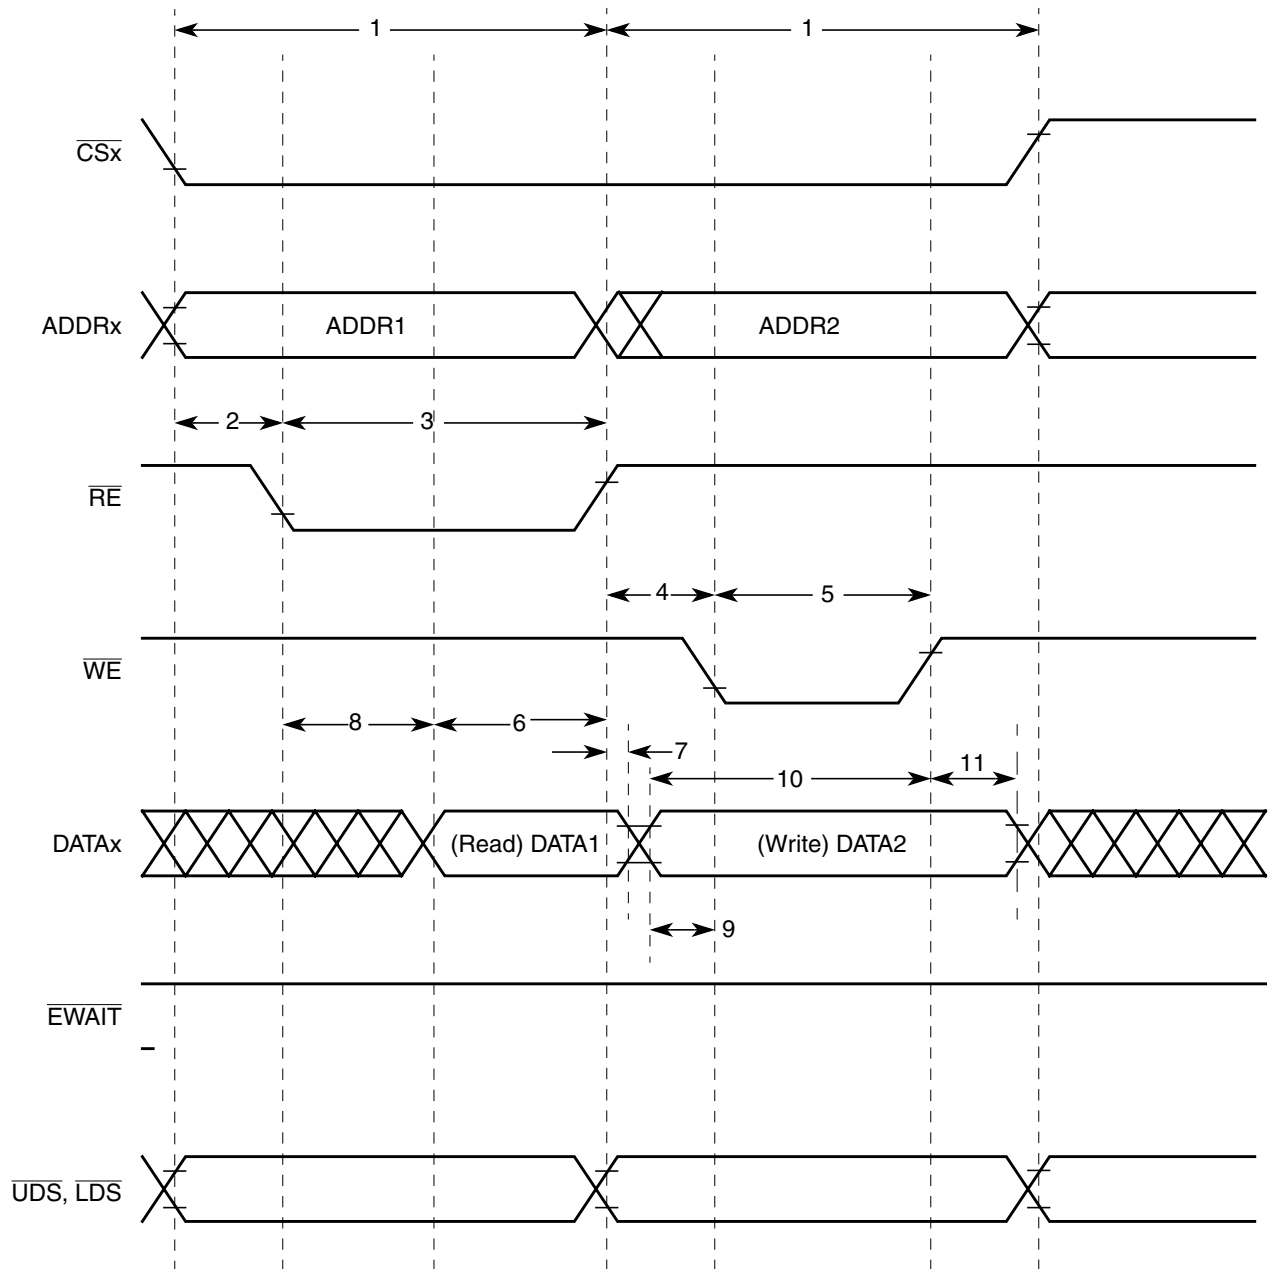 1 1
CSx
ADDRx ADDR1 ADDR2
2 3
RE
4 5
WE
8 6
7
10 11
DATAx (Read) DATA1 (Write) DATA2
9
EWAIT
UDS, LDS